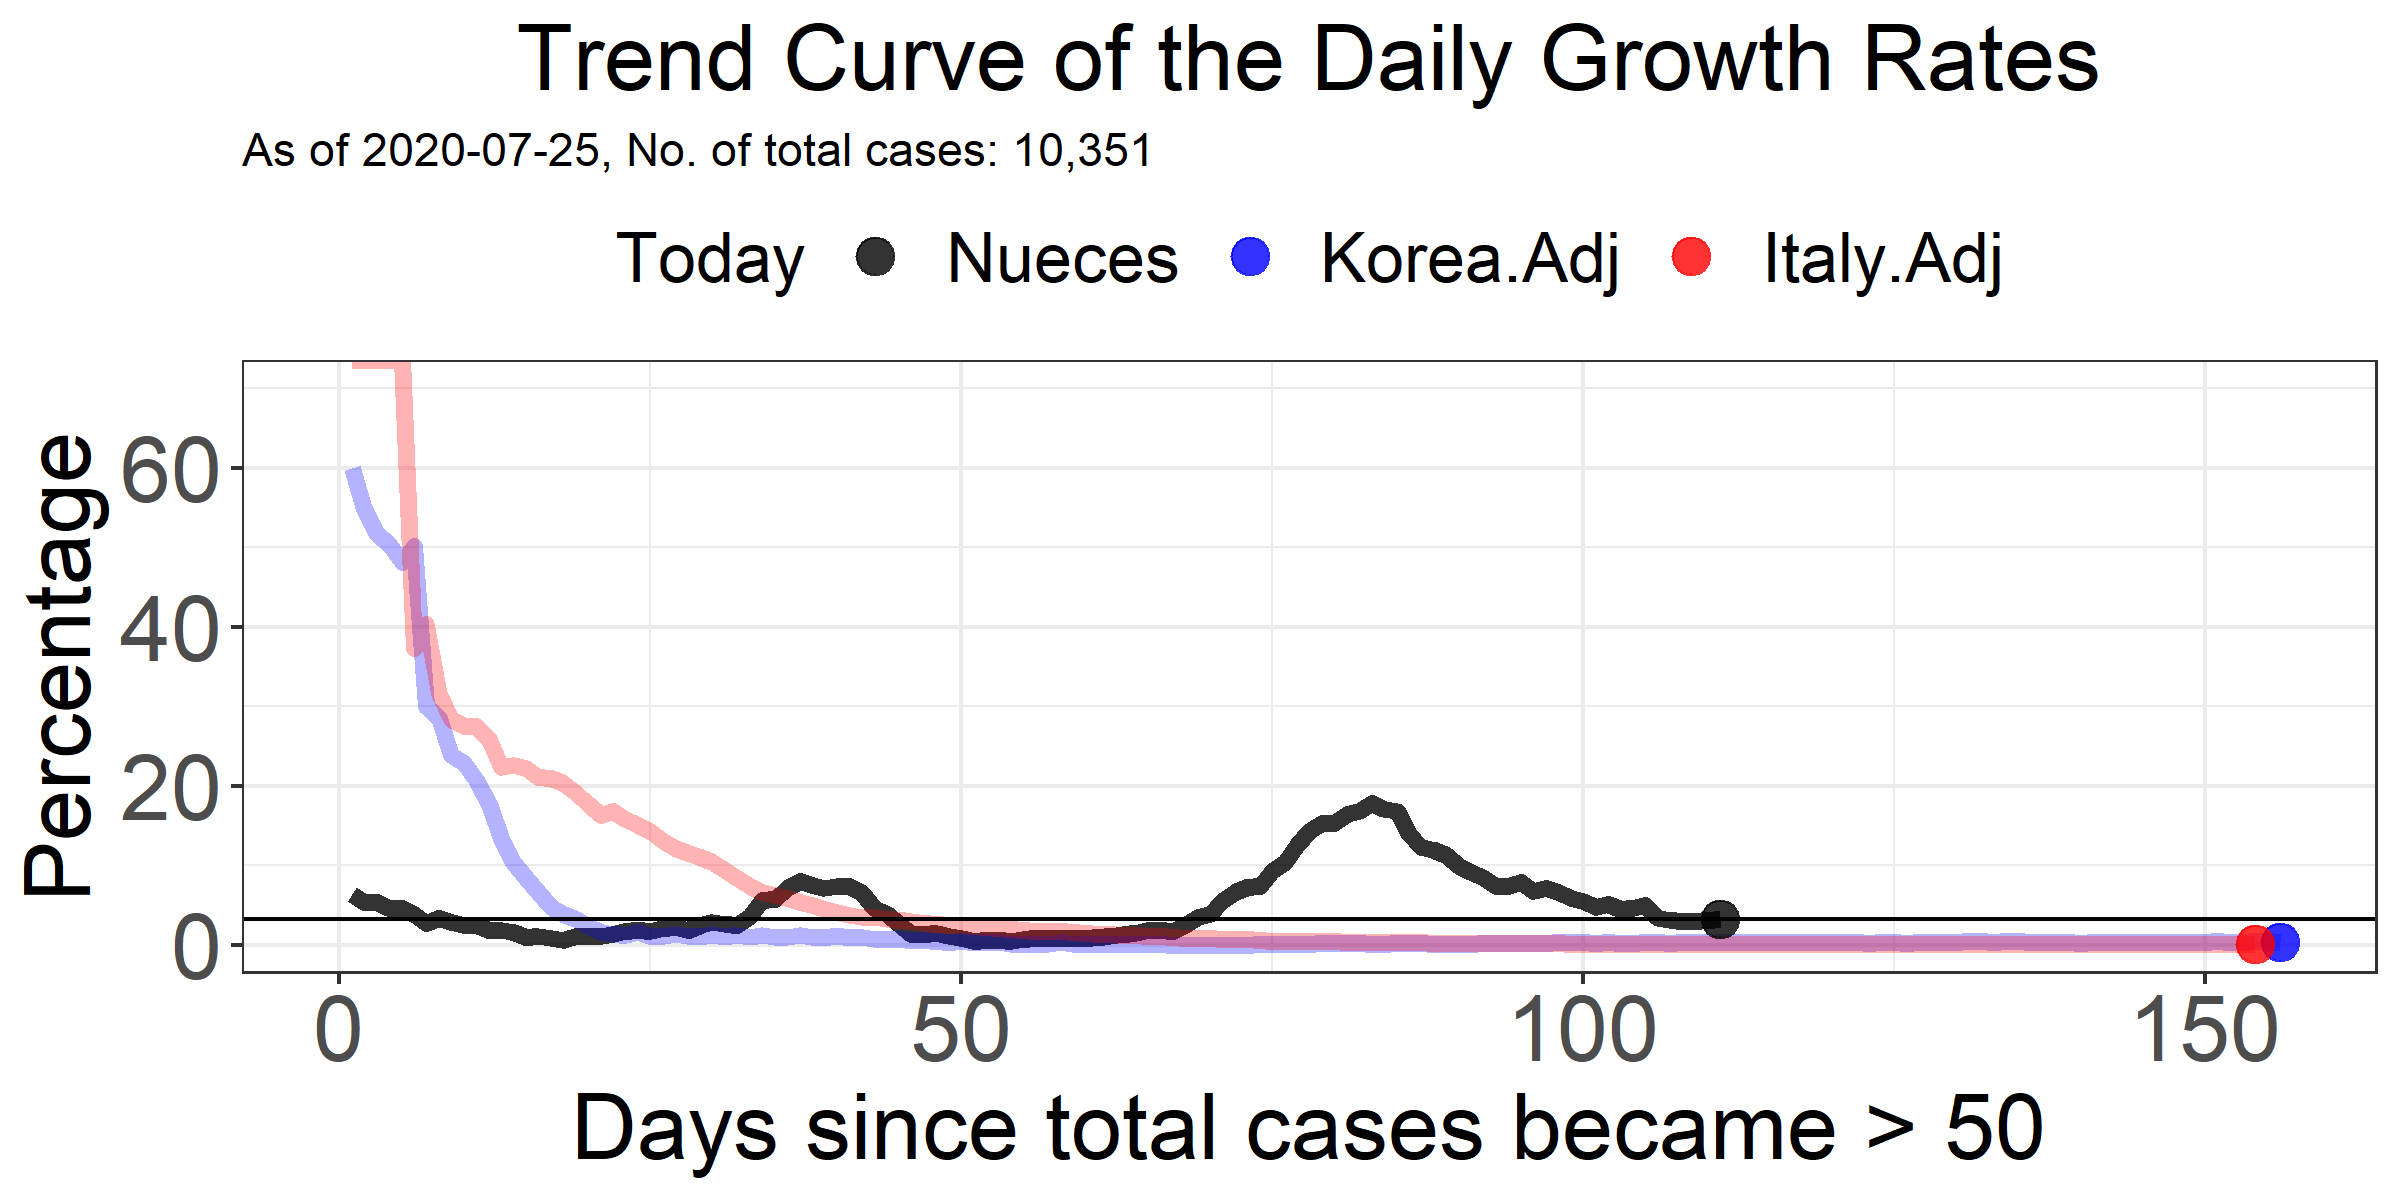 Trend Curve of the Daily Growth Rates
As of 2020-07-25, No. of total cases: 10,351
Today Nueces Korea.Adj Italy.Adj
Percentage
60
40
20
0
0 50 100 150
Days since total cases became > 50